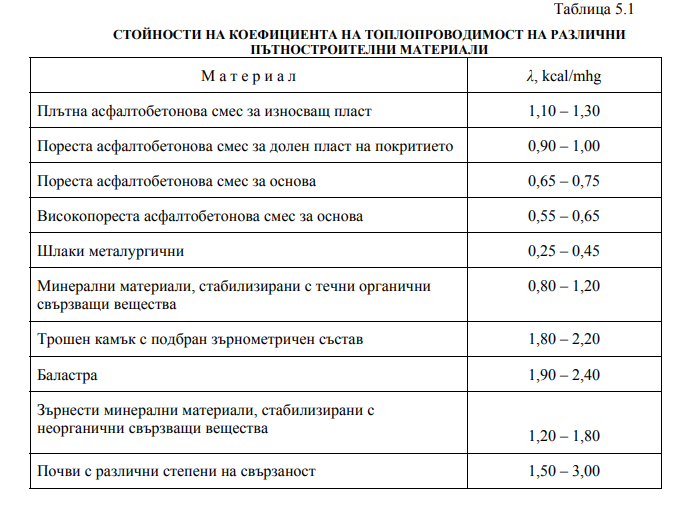 Таблица 5.1
СТОЙНОСТИ НА КОЕФИЦИЕНТА НА ТОПЛОПРОВОДИМОСТ НА РАЗЛИЧНИ
ПЪТНОСТРОИТЕЛНИ МАТЕРИАЛИ
М а т е р и а л λ, kcal/mhg
Плътна асфалтобетонова смес за износващ пласт 1,10 – 1,30
Пореста асфалтобетонова смес за долен пласт на покритието 0,90 – 1,00
Пореста асфалтобетонова смес за основа 0,65 – 0,75
Високопореста асфалтобетонова смес за основа 0,55 – 0,65
Шлаки металургични 0,25 – 0,45
Минерални материали, стабилизирани с течни органични 0,80 – 1,20
свързващи вещества
Трошен камък с подбран зърнометричен състав 1,80 – 2,20
Баластра 1,90 – 2,40
Зърнести минерални материали, стабилизирани с
неорганични свързващи вещества
1,20 – 1,80
Почви с различни степени на свързаност 1,50 – 3,00